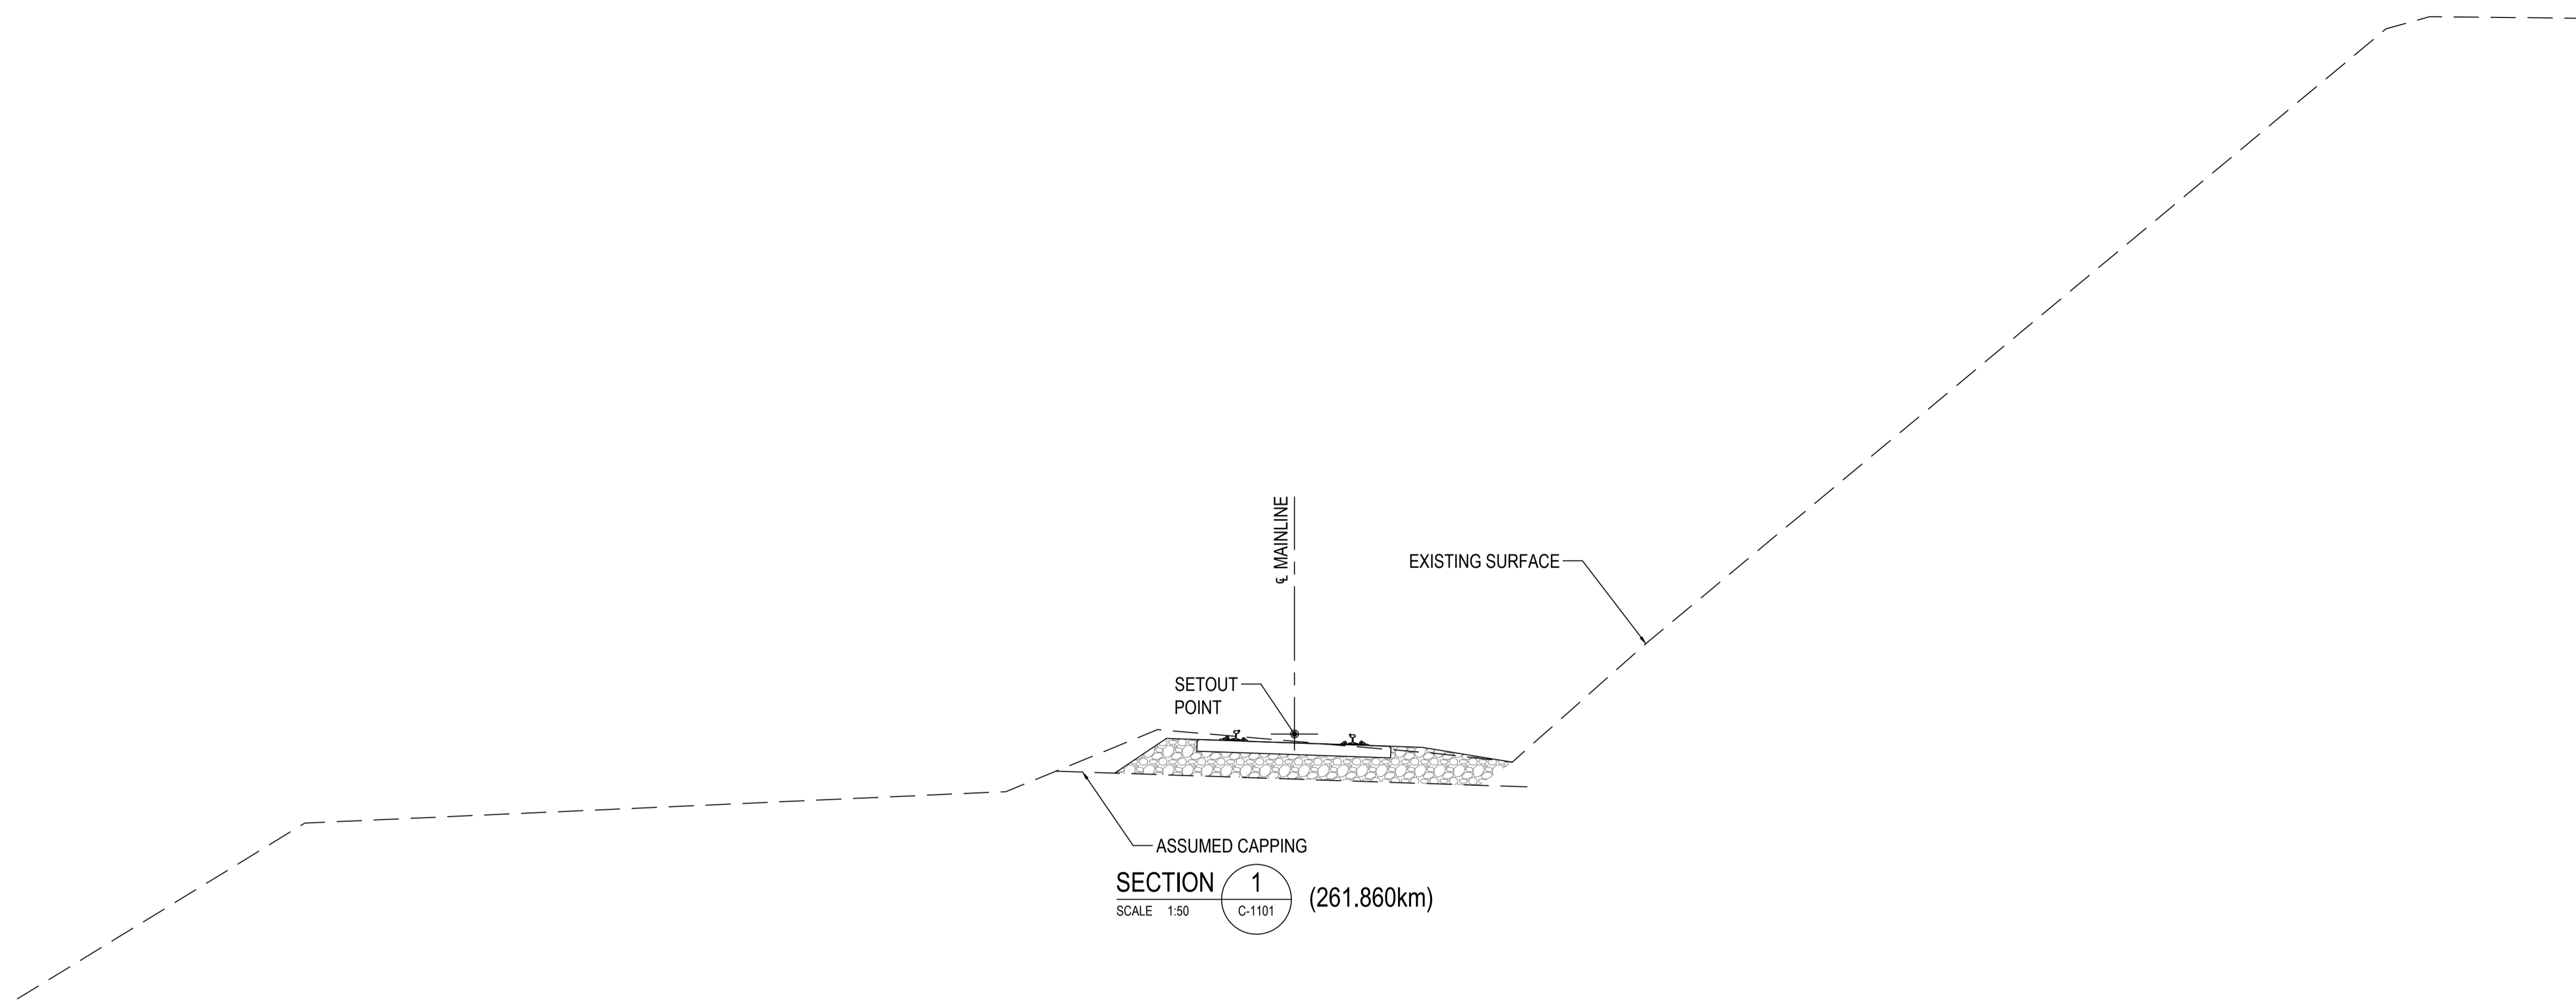 ℄ MAINLINE
EXISTING SURFACE
SETOUT
POINT
ASSUMED CAPPING
SECTION 1 (261.860km)
SCALE 1:50 C-1101